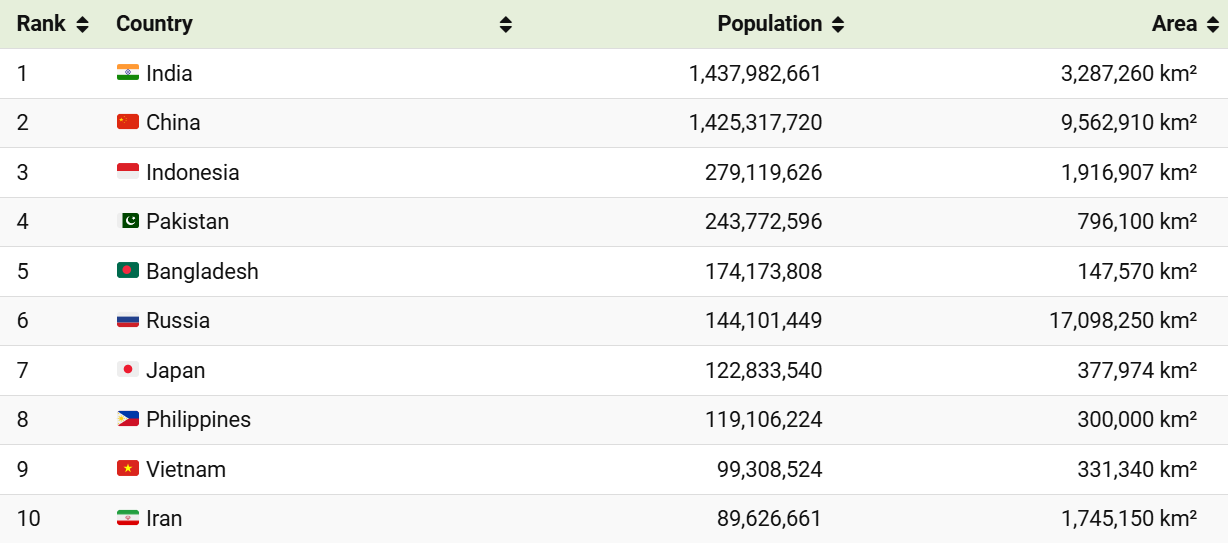 Rank Country Population Area
1 India 1,437,982,661 3,287,260 km²
2 China 1,425,317,720 9,562,910 km²
3 Indonesia 279,119,626 1,916,907 km²
4 Pakistan 243,772,596 796,100 km²
5 Bangladesh 174,173,808 147,570 km²
6 Russia 144,101,449 17,098,250 km²
7 Japan 122,833,540 377,974 km²
8 Philippines 119,106,224 300,000 km²
9 Vietnam 99,308,524 331,340 km²
10 Iran 89,626,661 1,745,150 km²